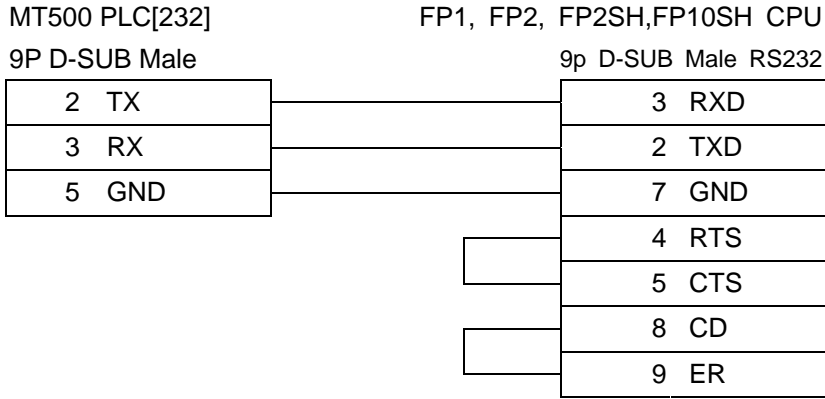 MT500 PLC[232] FP1, FP2, FP2SH,FP10SH CPU
9P D-SUB Male 9p D-SUB Male RS232
2 TX 3 RXD
3 RX 2 TXD
5 GND 7 GND
4 RTS
5 CTS
8 CD
9 ER